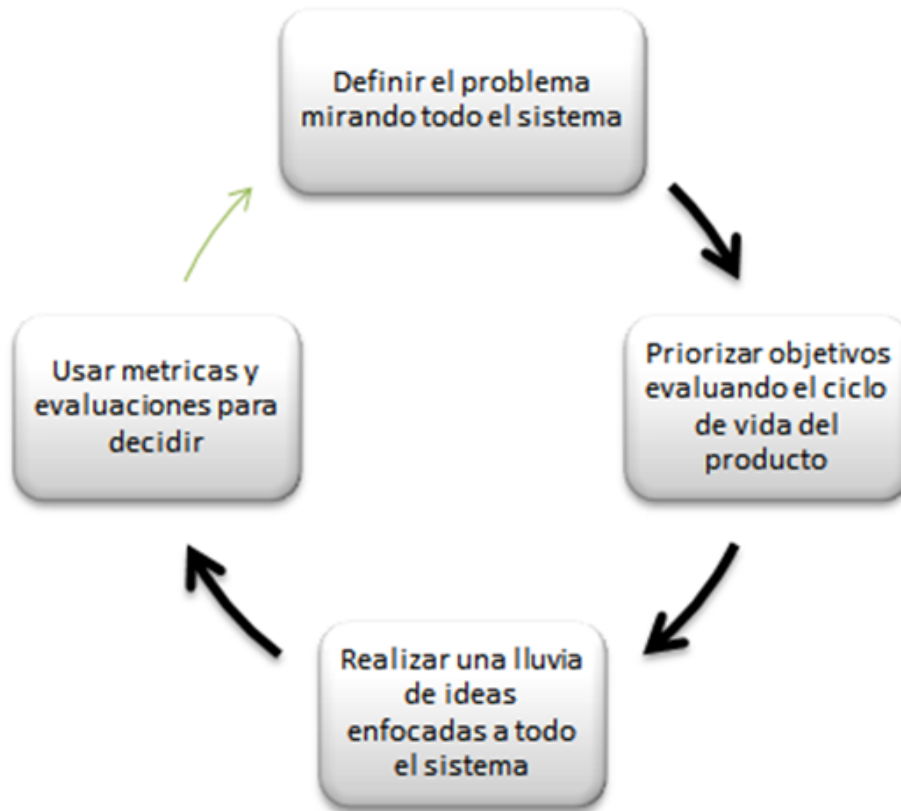 Definir el problema
mirando todo el sistema
Priorizar objetivos
evaluando el ciclo
de vida del
producto
Realizar una lluvia
de ideas
enfocadas a todo
el sistema
Usar metricas y
evaluaciones para
decidir